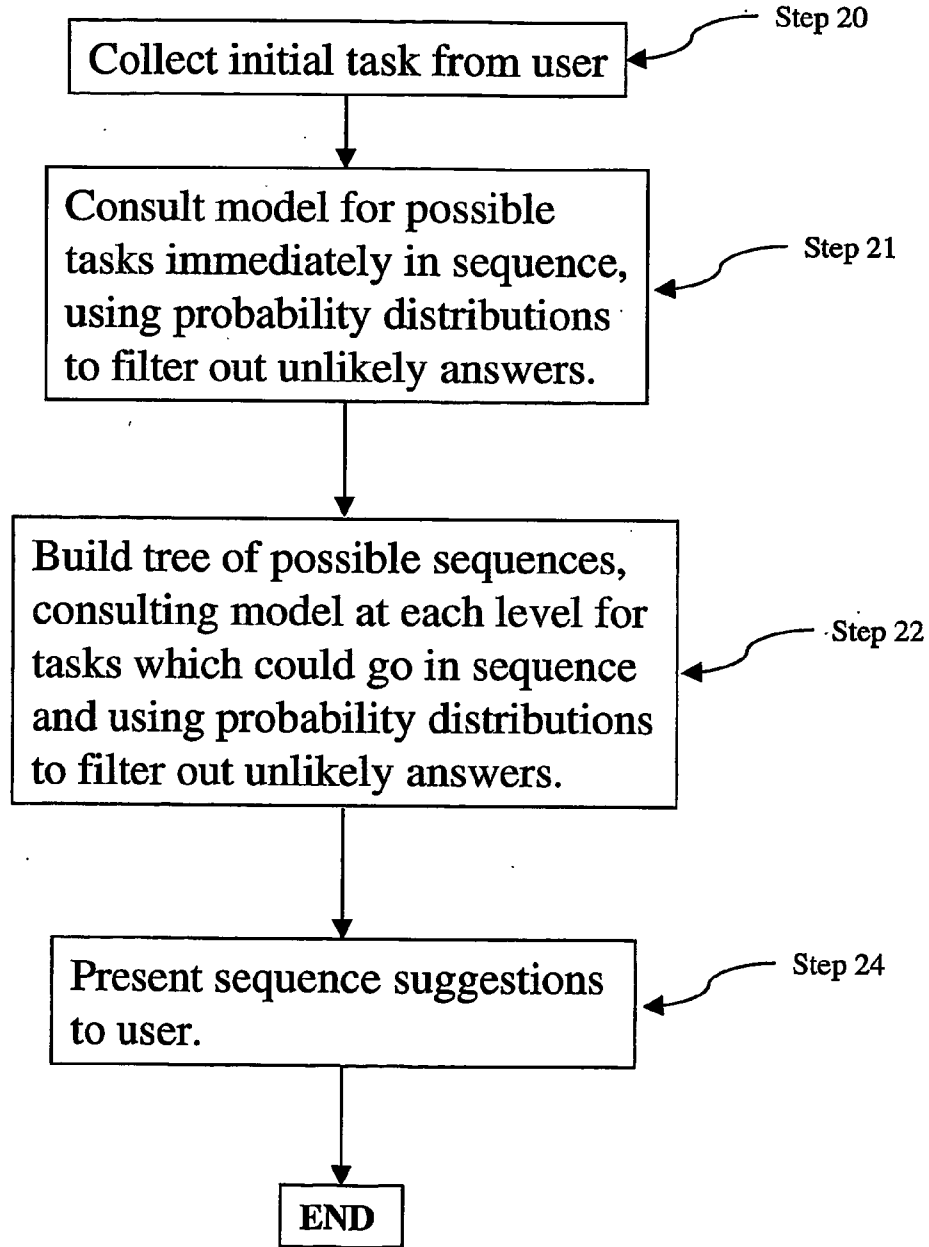 Step 20
Collect initial task from user
Consult model for possible
tasks immediately in sequence,
using probability distributions
to filter out unlikely answers.
Step 21
Build tree of possible sequences,
consulting model at each level for
tasks which could go in sequence
and using probability distributions
to filter out unlikely answers.
Step 22
Present sequence suggestions
to user.
Step 24
END